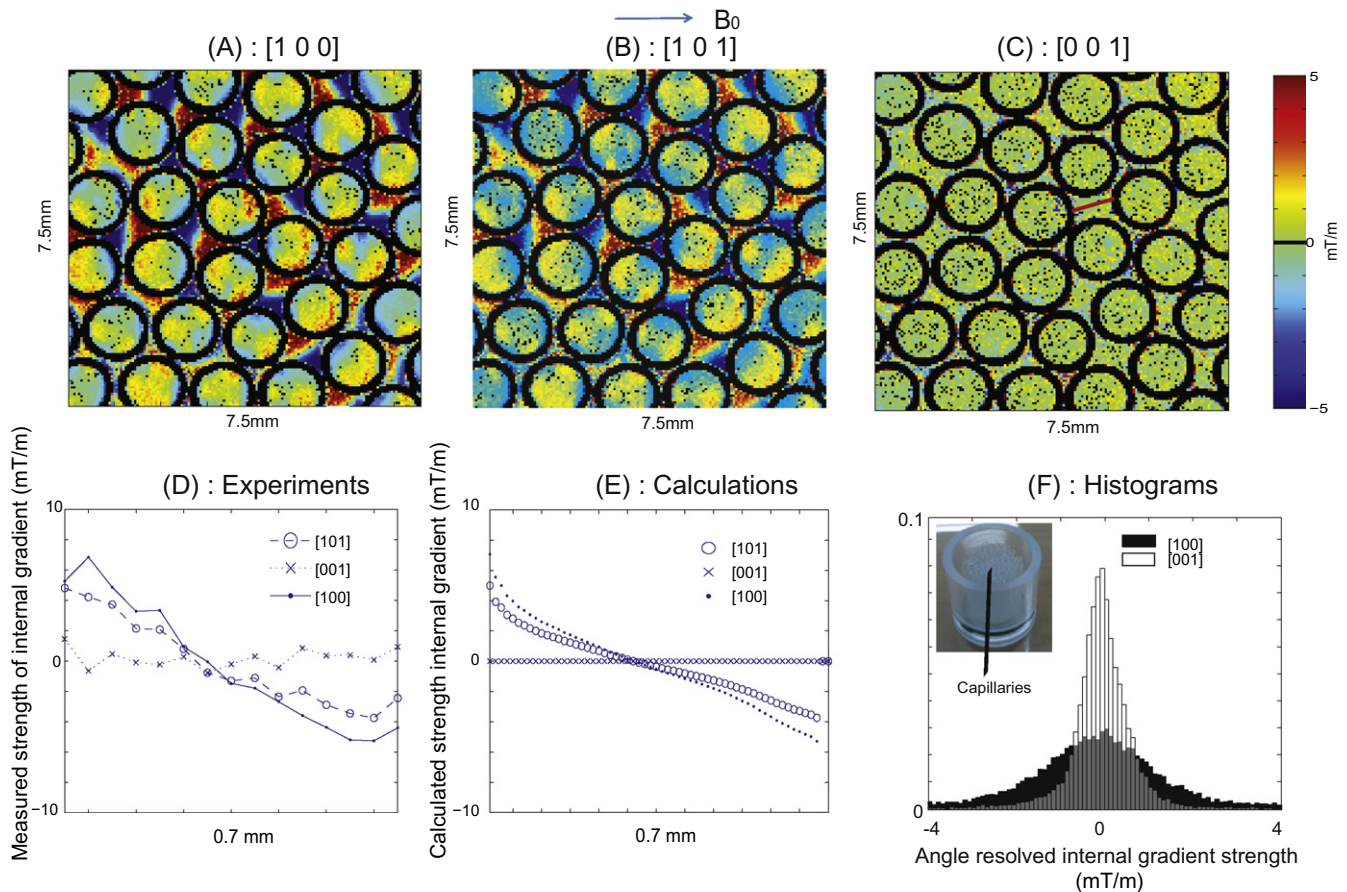 B0
(A) : [1 0 0]
(B) : [1 0 1]
(C) : [0 0 1]
7.5mm
7.5mm
7.5mm
7.5mm
7.5mm
7.5mm
5
0
−5
mT/m
(D) : Experiments
Measured strength of internal gradient (mT/m)
10
0
−10
[101]
[001]
[100]
0.7 mm
(E) : Calculations
Calculated strength internal gradient (mT/m)
10
0
−10
[101]
[001]
[100]
0.7 mm
(F) : Histograms
0.1
0
[100]
[001]
Capillaries
-4
0
4
Angle resolved internal gradient strength
(mT/m)